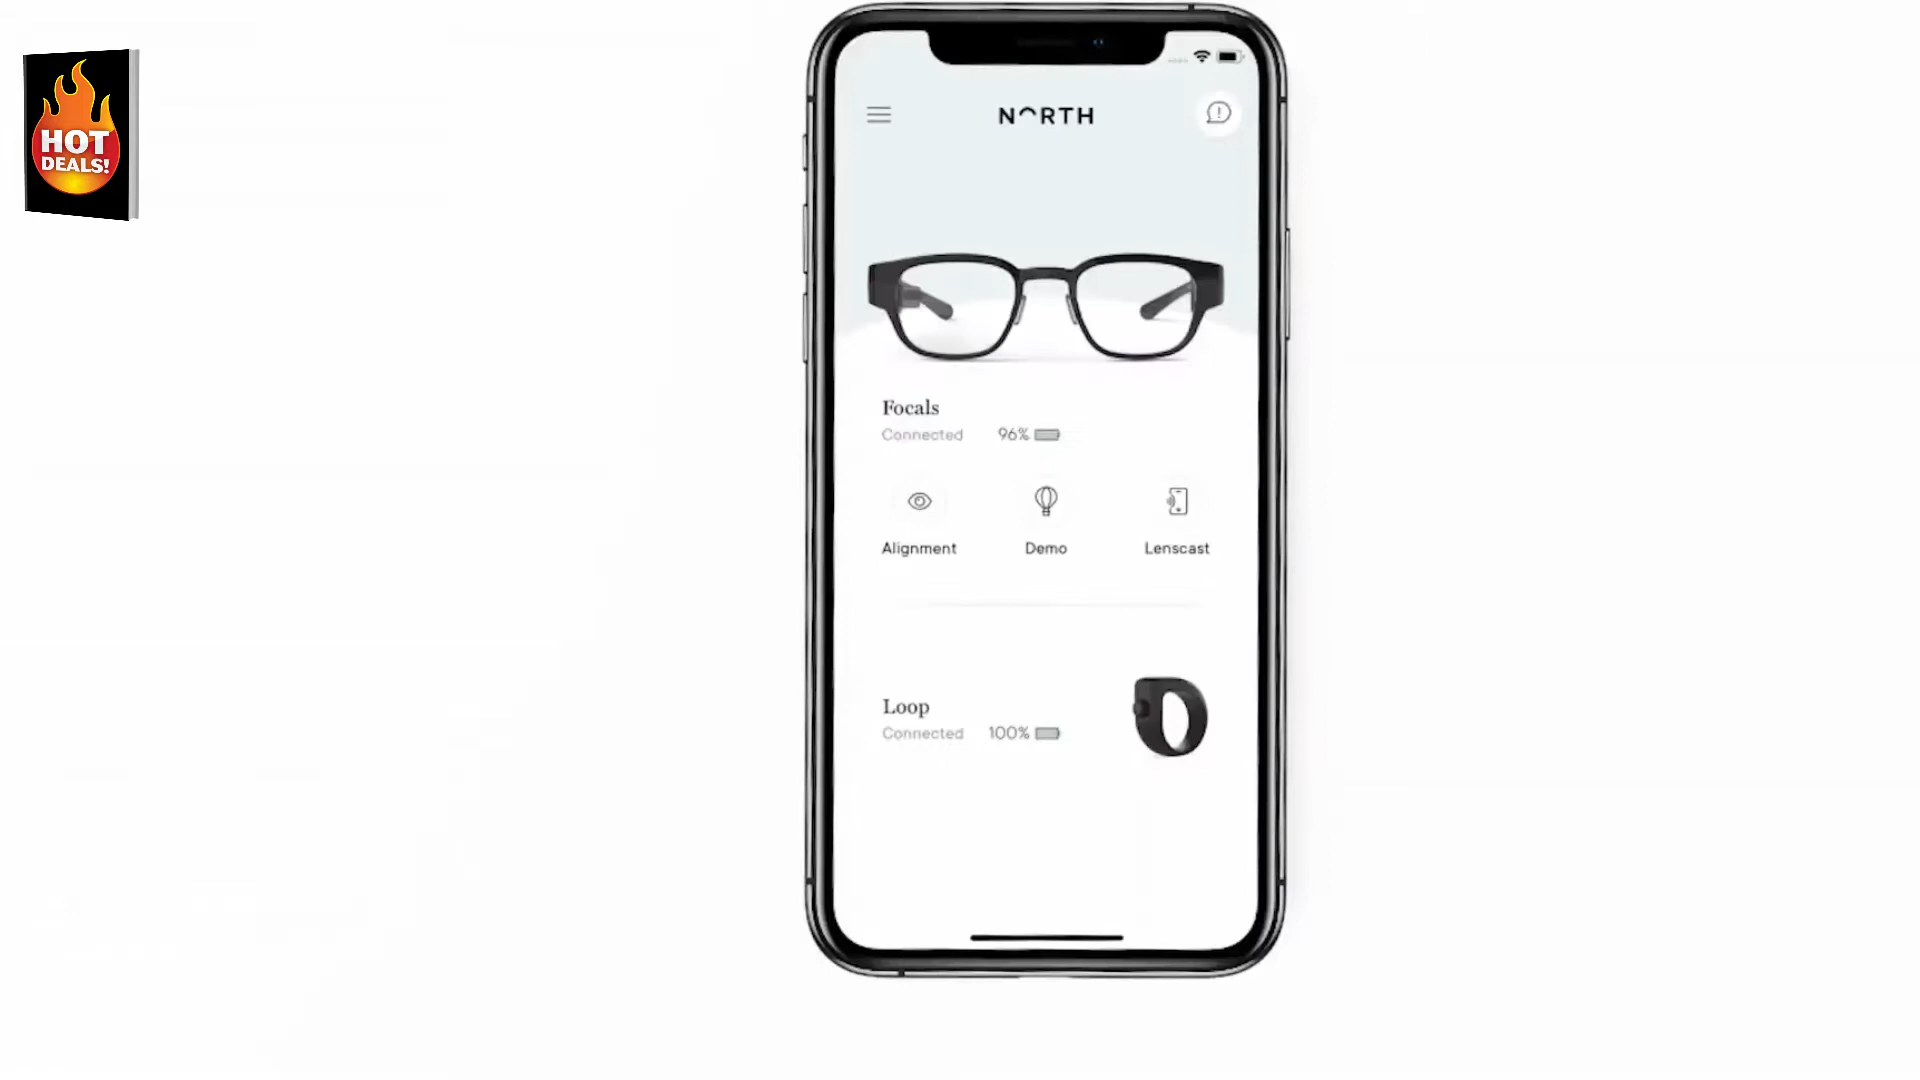 HOT
DEALS!
NORTH
Focals
Connected 96%
Alignment Demo Lenscast
Loop
Connected 100%